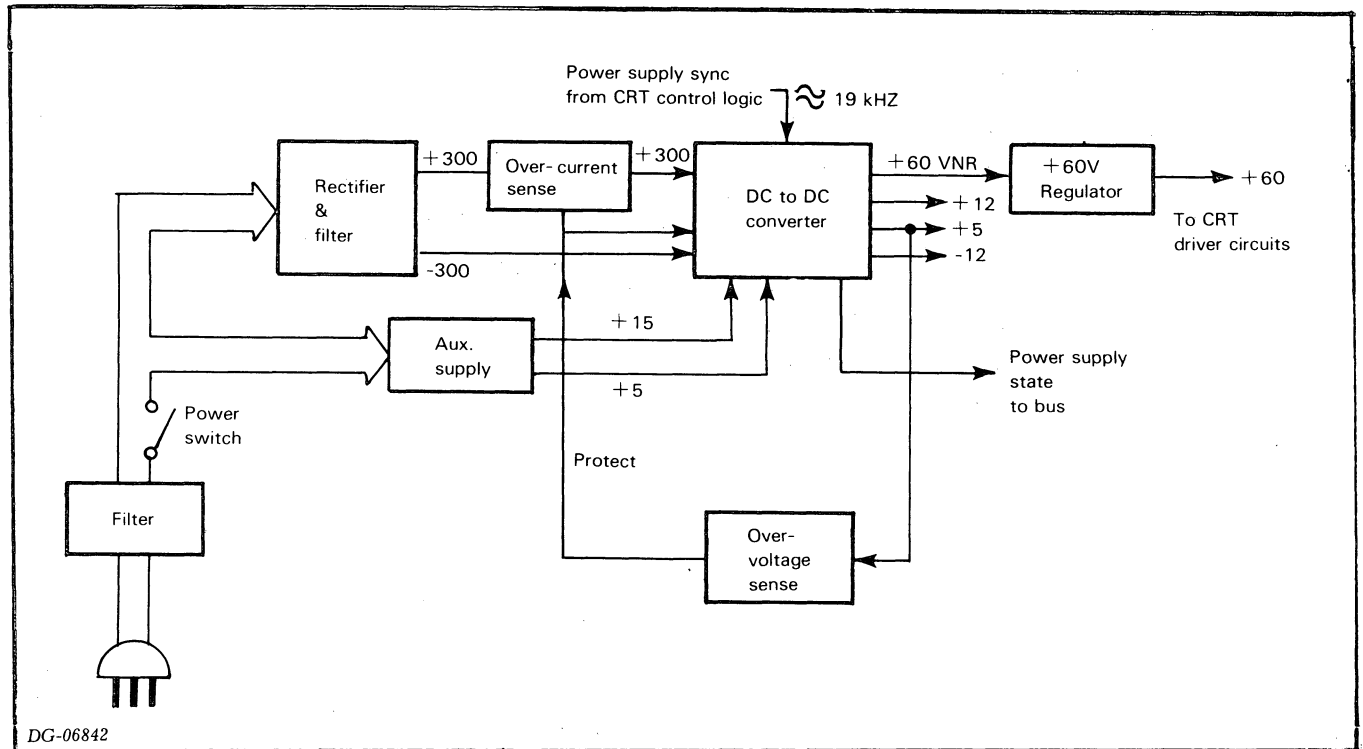 Power supply sync
from CRT control logic
≈ 19 kHZ
Rectifier
&
filter
+300
Over-current
sense
+300
DC to DC
converter
+60 VNR
+60V
Regulator
+60
+12
+5
-12
To CRT
driver circuits
-300
Aux.
supply
+15
+5
Power supply
state
to bus
Power
switch
Protect
Filter
Over-
voltage
sense
DG-06842